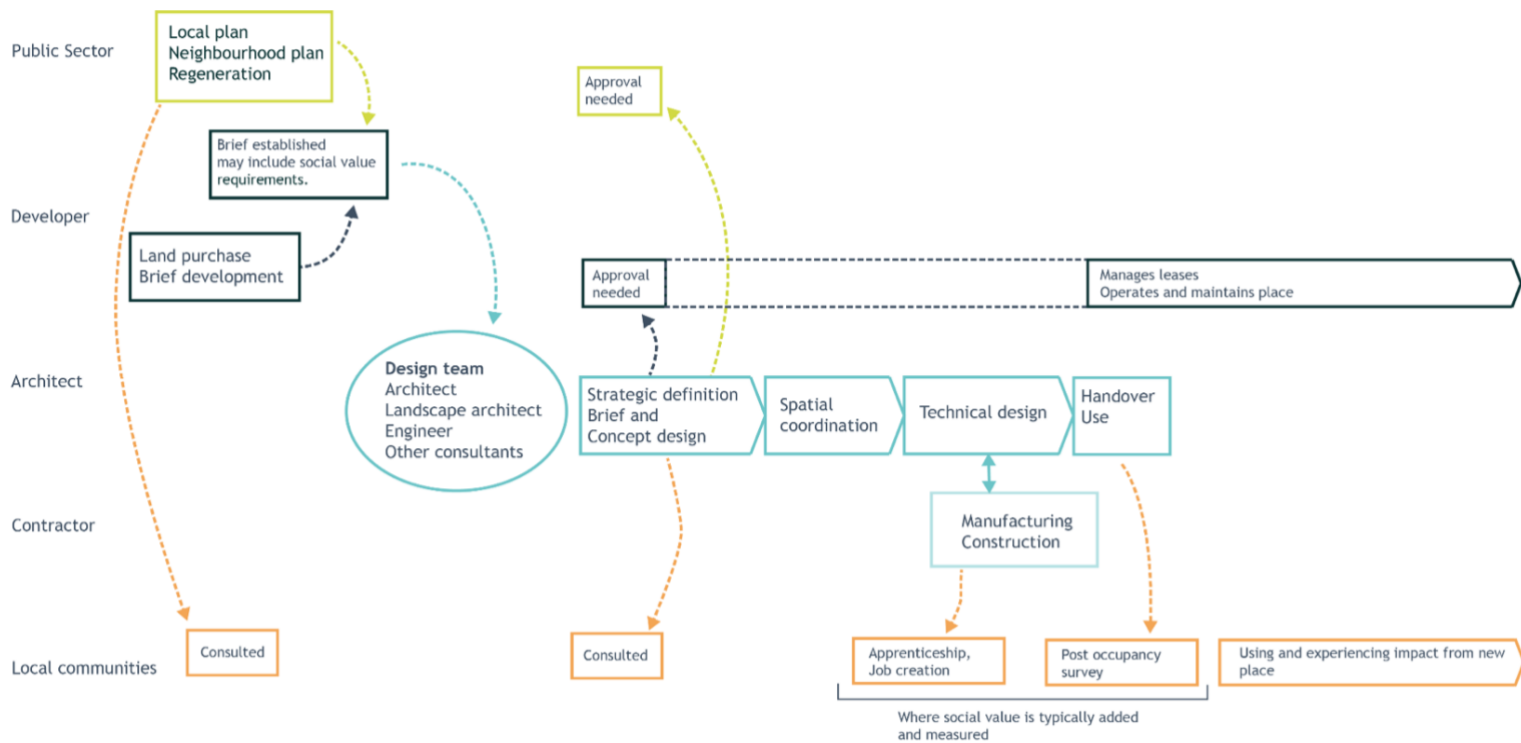 Public Sector
Local plan
Neighbourhood plan
Regeneration
Approval
needed
Brief established
may include social value
requirements.
Developer
Land purchase
Brief development
Approval
needed
Manages leases
Operates and maintains place
Architect
Design team
Architect
Landscape architect
Engineer
Other consultants
Strategic definition
Brief and
Concept design
Spatial
coordination
Technical design
Handover
Use
Contractor
Manufacturing
Construction
Local communities
Consulted
Consulted
Apprenticeship,
Job creation
Post occupancy
survey
Using and experiencing impact from new
place
Where social value is typically added
and measured